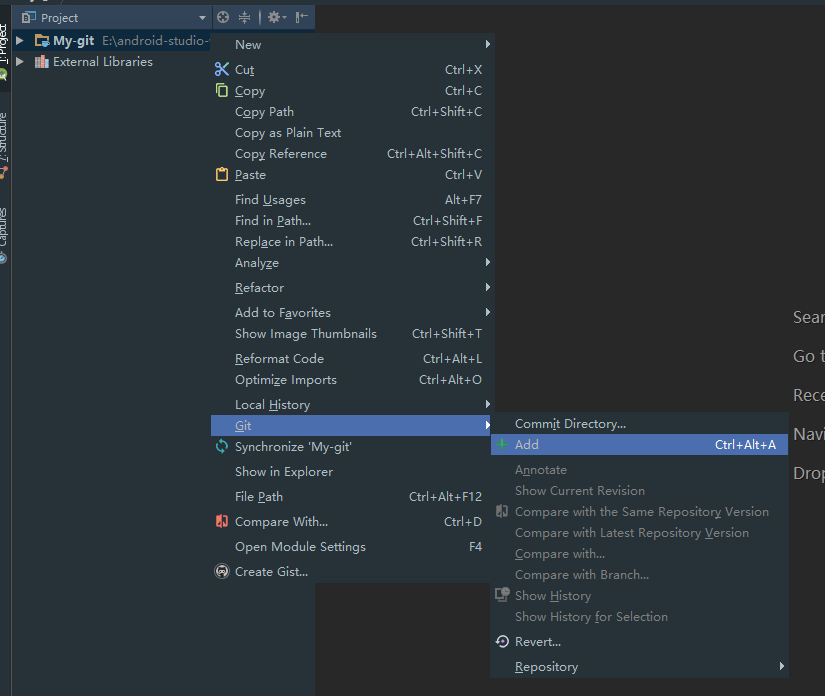 Project
1: Project
My-git E:\android-studio-
External Libraries
7: Structure
Captures
New
Cut Ctrl+X
Copy Ctrl+C
Copy Path Ctrl+Shift+C
Copy as Plain Text
Copy Reference Ctrl+Alt+Shift+C
Paste Ctrl+V
Find Usages Alt+F7
Find in Path... Ctrl+Shift+F
Replace in Path... Ctrl+Shift+R
Analyze
Refactor
Add to Favorites
Show Image Thumbnails Ctrl+Shift+T
Reformat Code Ctrl+Alt+L
Optimize Imports Ctrl+Alt+O
Local History
Git
Synchronize 'My-git'
Show in Explorer
File Path Ctrl+Alt+F12
Compare With... Ctrl+D
Open Module Settings F4
Create Gist...
Commit Directory...
Add Ctrl+Alt+A
Annotate
Show Current Revision
Compare with the Same Repository Version
Compare with Latest Repository Version
Compare with...
Compare with Branch...
Show History
Show History for Selection
Revert...
Repository
Sear
Go t
Rece
Navi
Drop